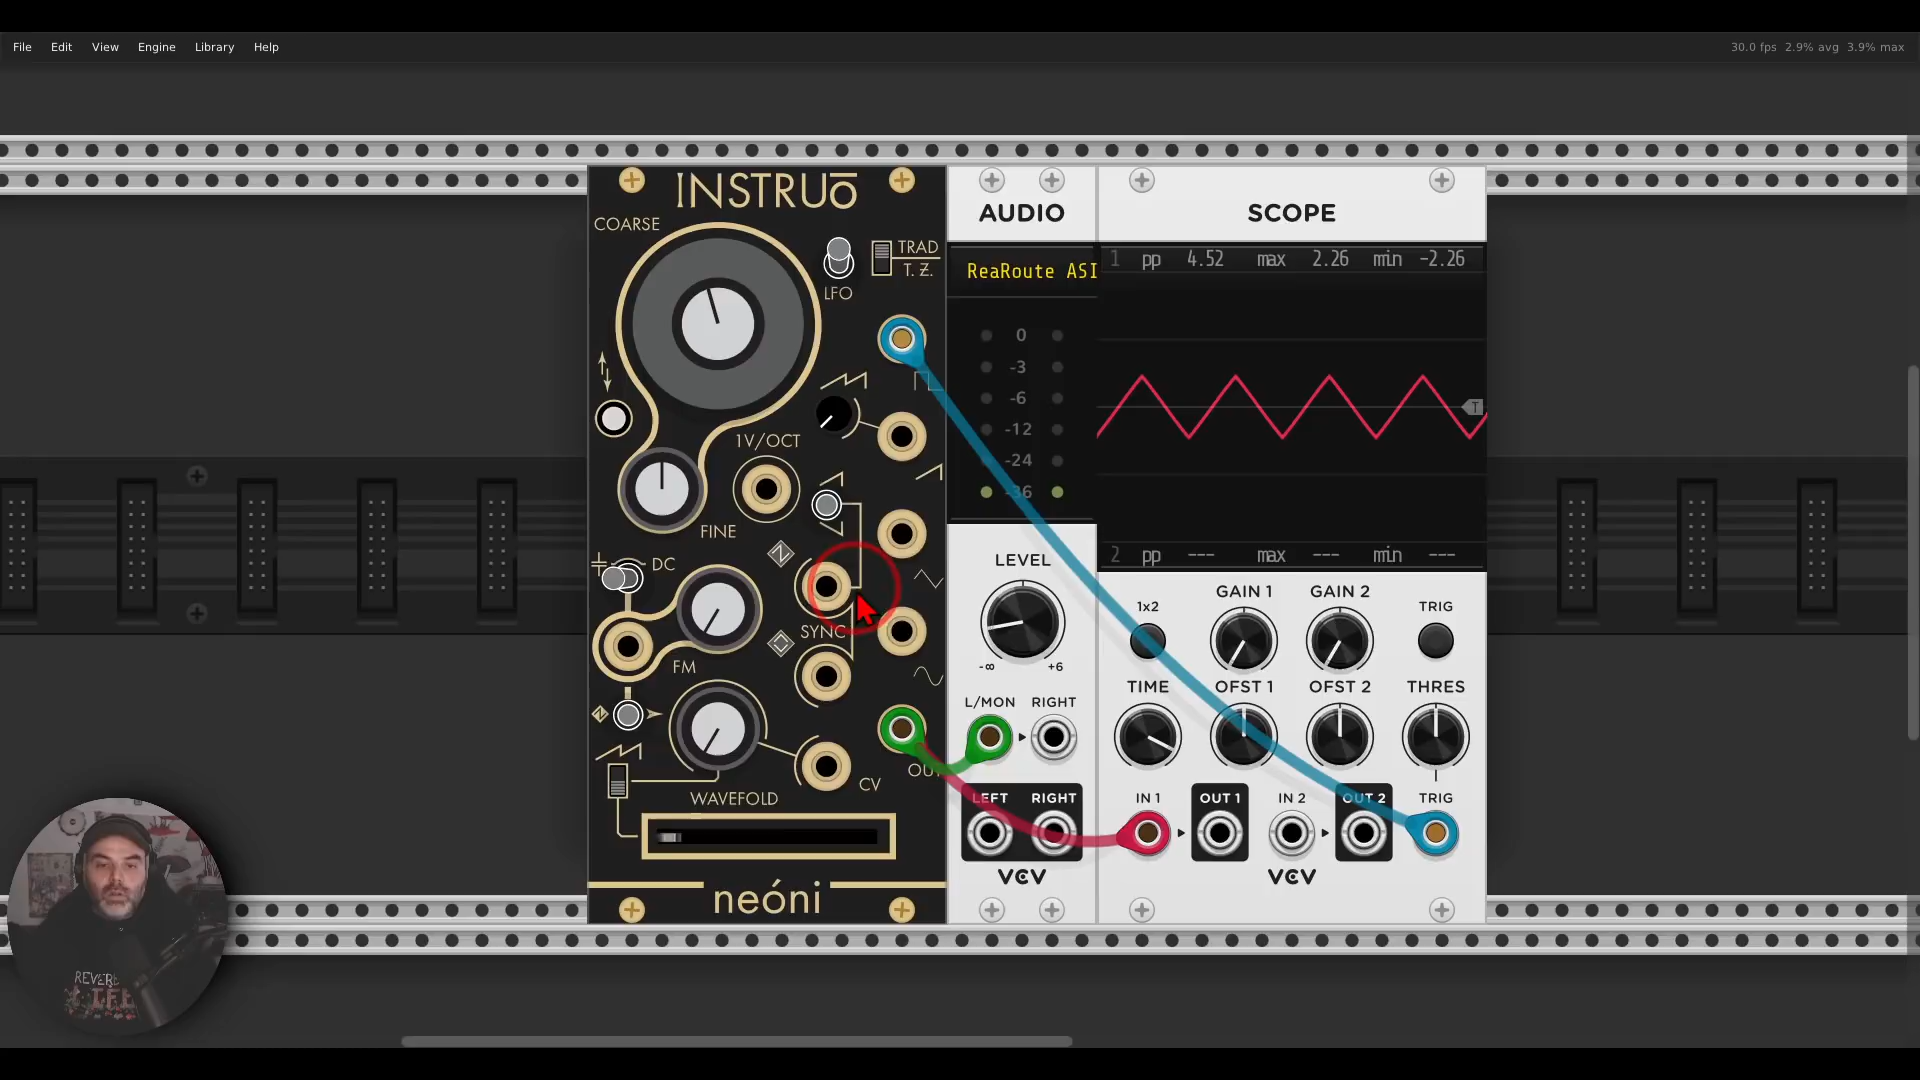 File Edit View Engine Library Help
30.0 fps 2.9% avg 3.9% max
INSTRUō
COARSE
TRAD
T. Z.
LFO
1V/OCT
FINE
DC
SYNC
FM
OUT
CV
WAVEFOLD
neóni
AUDIO
ReaRoute ASI
0
-3
-6
-12
-24
-36
LEVEL
-∞ +6
L/MON RIGHT
LEFT RIGHT
VCV
SCOPE
1 pp 4.52 max 2.26 min -2.26
T
2 pp --- max --- min ---
1x2 GAIN 1 GAIN 2 TRIG
TIME OFST 1 OFST 2 THRES
IN 1 OUT 1 IN 2 OUT 2 TRIG
VCV